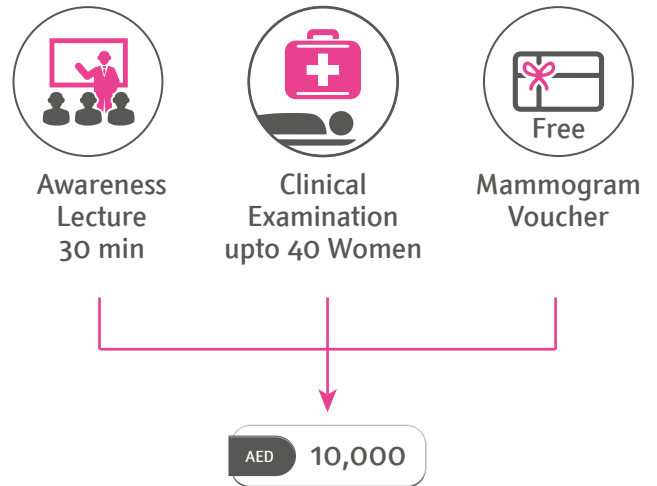 Free
Awareness
Lecture
30 min
Clinical
Examination
upto 40 Women
Mammogram
Voucher
AED 10,000